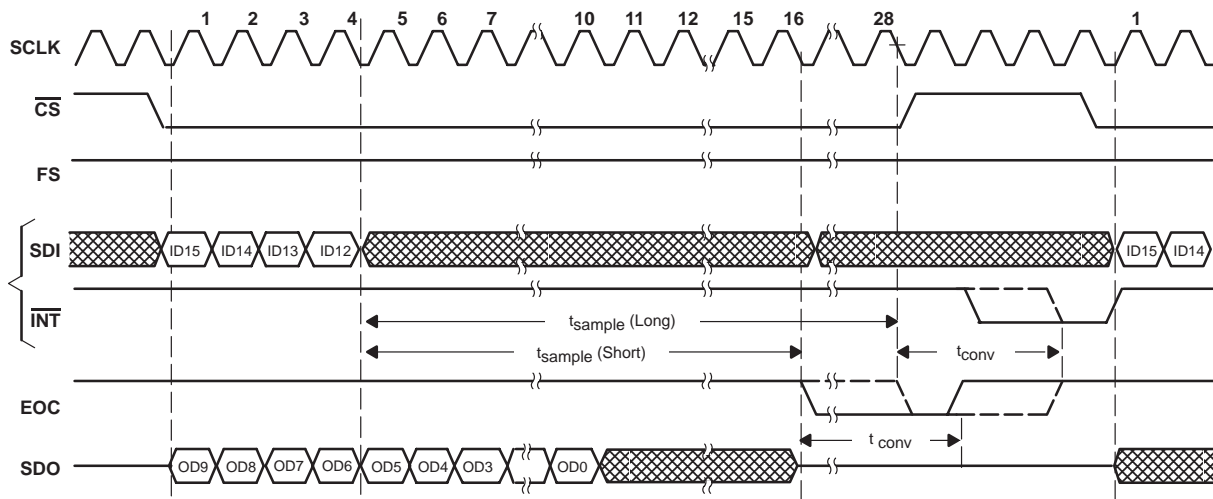 1 2 3 4 5 6 7 10 11 12 15 16 28 1
SCLK
CS
FS
SDI ID15 ID14 ID13 ID12 ID15 ID14
INT
tsample (Long)
tsample (Short) tconv
EOC
t conv
SDO OD9 OD8 OD7 OD6 OD5 OD4 OD3 OD0